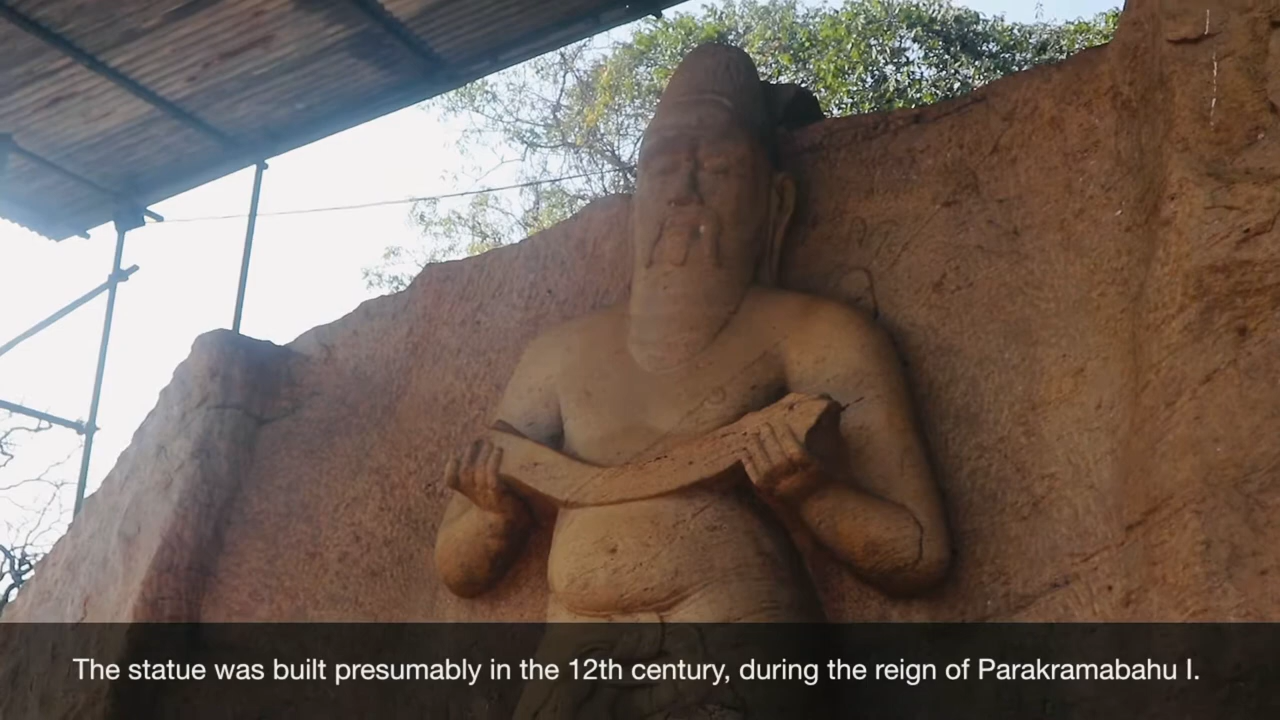 The statue was built presumably in the 12th century, during the reign of Parakramabahu I.